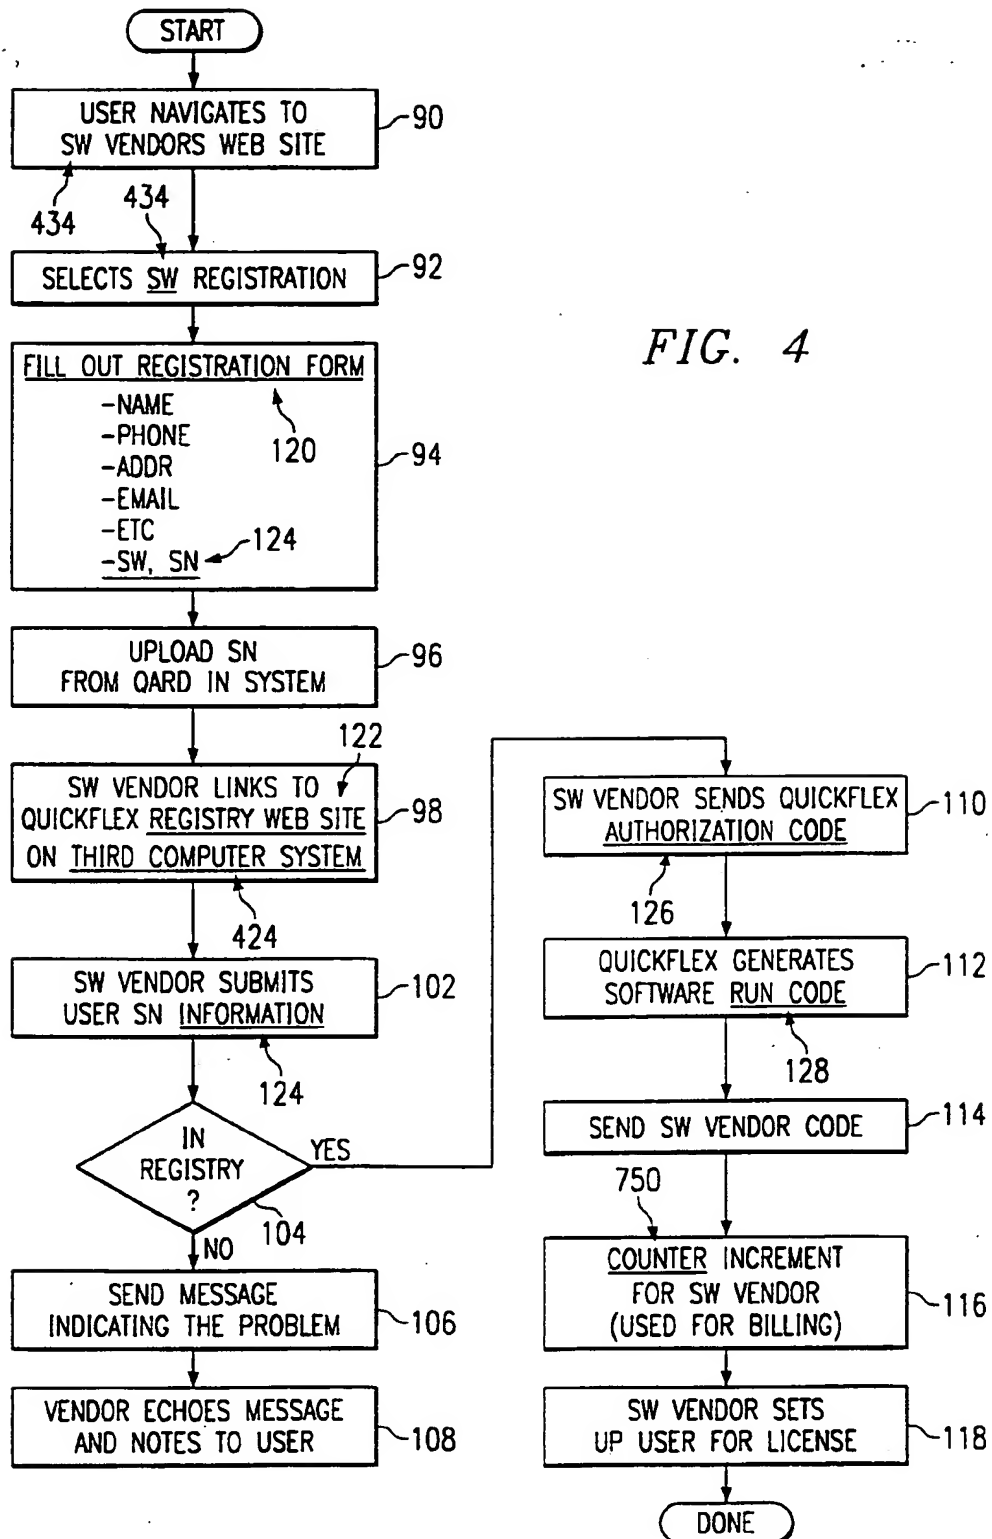 START
USER NAVIGATES TO
SW VENDORS WEB SITE
90
434
434
SELECTS SW REGISTRATION
92
FIG. 4
FILL OUT REGISTRATION FORM
-NAME
-PHONE
-ADDR
-EMAIL
-ETC
-SW, SN
120
124
94
UPLOAD SN
FROM QARD IN SYSTEM
96
122
SW VENDOR LINKS TO
QUICKFLEX REGISTRY WEB SITE
ON THIRD COMPUTER SYSTEM
98
424
SW VENDOR SUBMITS
USER SN INFORMATION
102
124
IN
REGISTRY
?
YES
104
NO
SEND MESSAGE
INDICATING THE PROBLEM
106
VENDOR ECHOES MESSAGE
AND NOTES TO USER
108
SW VENDOR SENDS QUICKFLEX
AUTHORIZATION CODE
110
126
QUICKFLEX GENERATES
SOFTWARE RUN CODE
112
128
SEND SW VENDOR CODE
114
750
COUNTER INCREMENT
FOR SW VENDOR
(USED FOR BILLING)
116
SW VENDOR SETS
UP USER FOR LICENSE
118
DONE